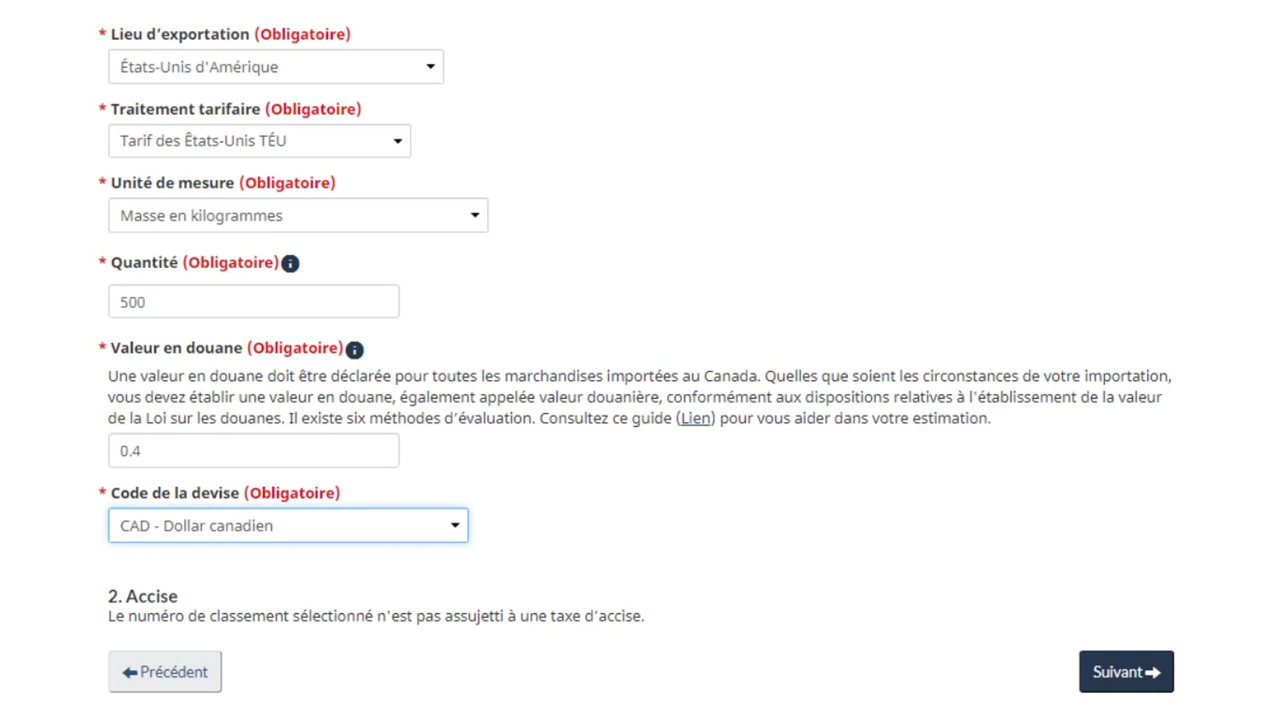 * Lieu d’exportation (Obligatoire)
États-Unis d'Amérique
* Traitement tarifaire (Obligatoire)
Tarif des Êtats-Unis TÉU
* Unité de mesure (Obligatoire)
Masse en kilogrammes
* Quantité (Obligatoire) i
500
* Valeur en douane (Obligatoire) i
Une valeur en douane doit être déclarée pour toutes les marchandises importées au Canada. Quelles que soient les circonstances de votre importation,
vous devez établir une valeur en douane, également appelée valeur douanière, conformément aux dispositions relatives à l'établissement de la valeur
de la Loi sur les douanes. Il existe six méthodes d’évaluation. Consultez ce guide (Lien) pour vous aider dans votre estimation.
0.4
* Code de la devise (Obligatoire)
CAD - Dollar canadien
2. Accise
Le numéro de classement sélectionné n'est pas assujetti à une taxe d’accise.
Précédent
Suivant